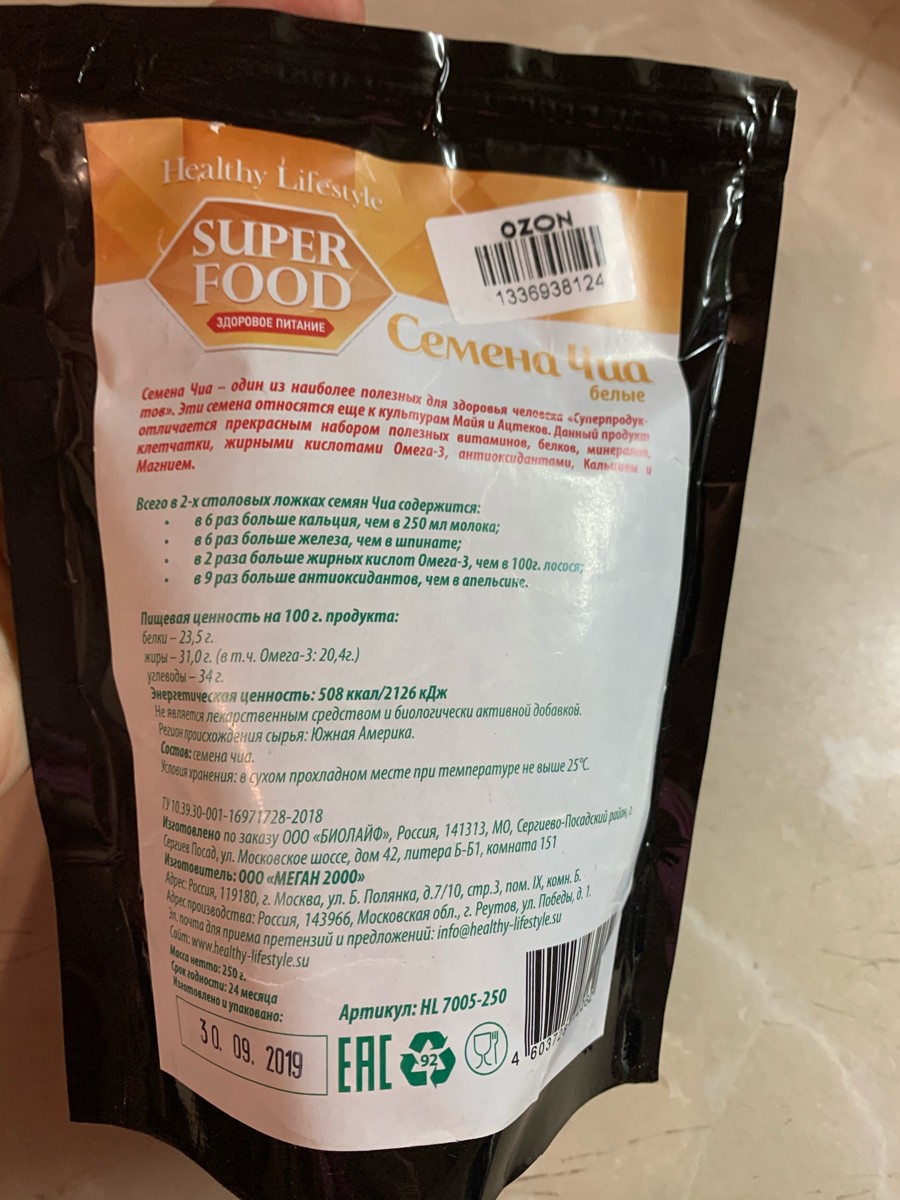 Healthy Lifestyle
SUPER
FOOD
ЗДОРОВОЕ ПИТАНИЕ
OZON
1336938124
Семена Чиа
белые
Семена Чиа – один из наиболее полезных для здоровья человека «Суперпродук-
тов». Эти семена относятся еще к культурам Майя и Ацтеков. Данный продукт
отличается прекрасным набором полезных витаминов, белков, минералов,
клетчатки, жирными кислотами Омега-3, антиоксидантами, Кальцием и
Магнием.
Всего в 2-х столовых ложках семян Чиа содержится:
• в 6 раз больше кальция, чем в 250 мл молока;
• в 6 раз больше железа, чем в шпинате;
• в 2 раза больше жирных кислот Омега-3, чем в 100г. лосося;
• в 9 раз больше антиоксидантов, чем в апельсине.
Пищевая ценность на 100 г. продукта:
белки – 23,5 г.
жиры – 31,0 г. (в т.ч. Омега-3: 20,4г.)
углеводы – 34 г.
Энергетическая ценность: 508 ккал/2126 кДж
Не является лекарственным средством и биологически активной добавкой.
Регион происхождения сырья: Южная Америка.
Состав: семена чиа.
Условия хранения: в сухом прохладном месте при температуре не выше 25°С.
ТУ 10.39.30-001-16971728-2018
Изготовлено по заказу ООО «БИОЛАЙФ», Россия, 141313, МО, Сергиево-Посадский район, г.
Сергиев Посад, ул. Московское шоссе, дом 42, литера Б-Б1, комната 151
Изготовитель: ООО «МЕГАН 2000»
Адрес: Россия, 119180, г. Москва, ул. Б. Полянка, д.7/10, стр.3, пом. IX, комн. Б.
Адрес производства: Россия, 143966, Московская обл., г. Реутов, ул. Победы, д. 1.
Эл. почта для приема претензий и предложений: info@healthy-lifestyle.su
Сайт: www.healthy-lifestyle.su
Масса нетто: 250 г.
Срок годности: 24 месяца
Изготовлено и упаковано:
30. 09. 2019
Артикул: HL 7005-250
EAC
92